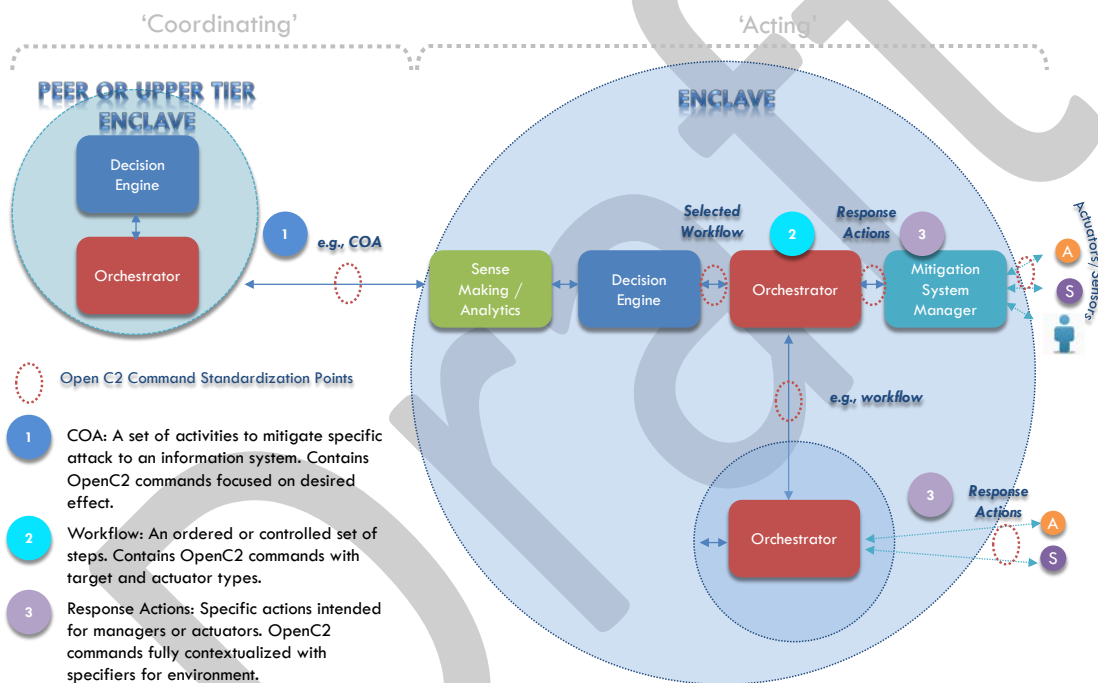 ‘Coordinating’
‘Acting’
PEER OR UPPER TIER
ENCLAVE
Decision
Engine
Orchestrator
1
e.g., COA
ENCLAVE
Sense
Making /
Analytics
Decision
Engine
Selected
Workflow
2
Orchestrator
Response
Actions
3
Mitigation
System
Manager
Actuators/ Sensors
A
S
e.g., workflow
Orchestrator
3
Response
Actions
A
S
Open C2 Command Standardization Points
1
COA: A set of activities to mitigate specific
attack to an information system. Contains
OpenC2 commands focused on desired
effect.
2
Workflow: An ordered or controlled set of
steps. Contains OpenC2 commands with
target and actuator types.
3
Response Actions: Specific actions intended
for managers or actuators. OpenC2
commands fully contextualized with
specifiers for environment.
Draft